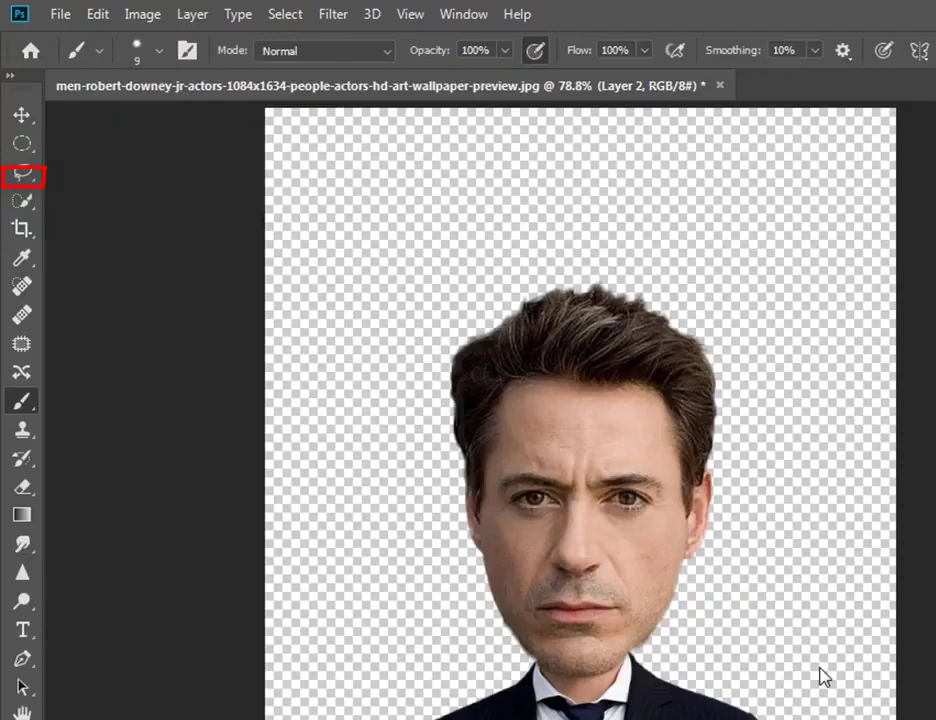 Ps File Edit Image Layer Type Select Filter 3D View Window Help
9 Mode: Normal Opacity: 100% Flow: 100% Smoothing: 10%
men-robert-downey-jr-actors-1084x1634-people-actors-hd-art-wallpaper-preview.jpg @ 78.8% (Layer 2, RGB/8#) *
T